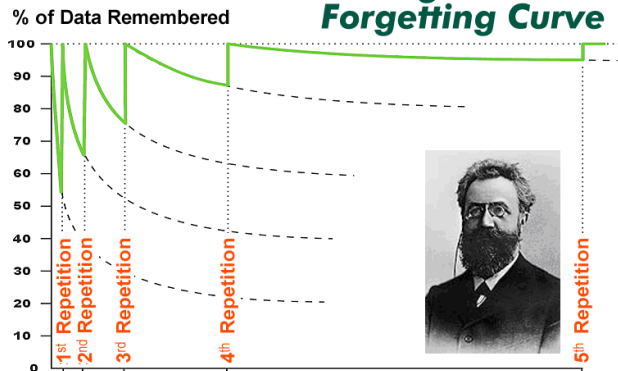 % of Data Remembered
Forgetting Curve
100
90
80
70
60
50
40
30
20
10
0
1st Repetition
2nd Repetition
3rd Repetition
4th Repetition
5th Repetition